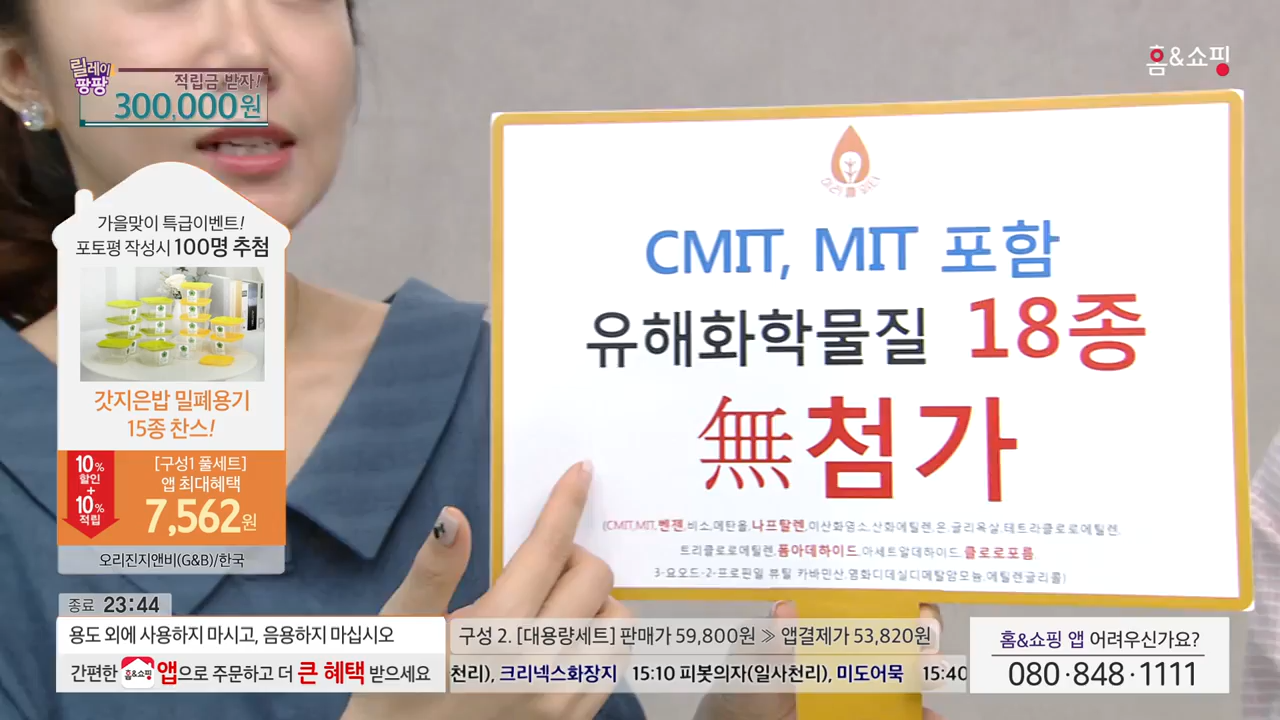 릴레이
팡팡
적립금 받자!
300,000원
홈&쇼핑
가을맞이 특급이벤트!
포토평 작성시 100명 추첨
갓지은밥 밀폐용기
15종 찬스!
10%
할인
+
10%
적립
[구성1 풀세트]
앱 최대혜택
7,562원
오리진지앤비(G&B)/한국
미라클워터
CMIT, MIT 포함
유해화학물질 18종
無첨가
(CMIT,MIT,벤젠,비소,메탄올,나프탈렌,이산화염소,산화에틸렌,은,글리옥살,테트라클로로에틸렌,
트리클로로에틸렌,폼아데하이드,아세트알데하이드,클로로포름
3-요오드-2-프로핀일 뷰틸 카바민산,염화디데실디메탈암모늄,에틸렌글리콜)
종료 23:44
용도 외에 사용하지 마시고, 음용하지 마십시오
구성 2. [대용량세트] 판매가 59,800원 ≫ 앱결제가 53,820원
간편한 홈&쇼핑 앱으로 주문하고 더 큰 혜택 받으세요
천리), 크리넥스화장지 15:10 피봇의자(일사천리), 미도어묵 15:40
홈&쇼핑 앱 어려우신가요?
080·848·1111